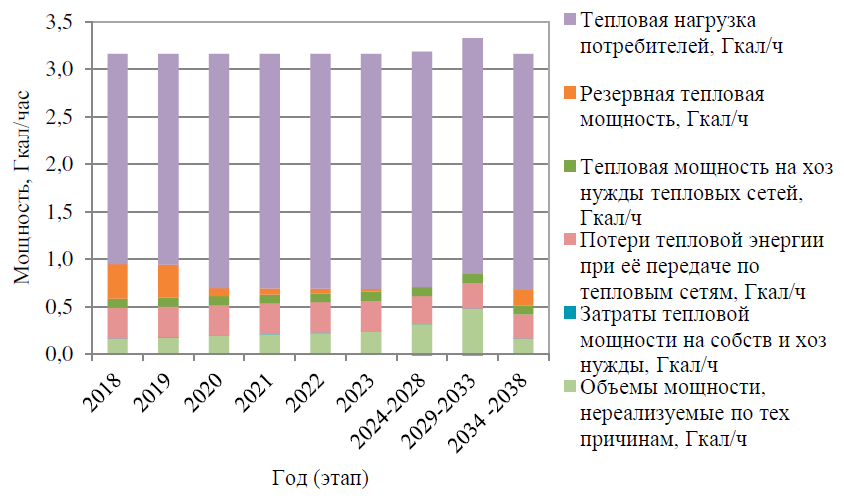 3,5
3,0
2,5
2,0
1,5
1,0
0,5
0,0
Мощность, Гкал/час
2018
2019
2020
2021
2022
2023
2024-2028
2029-2033
2034 -2038
Год (этап)
Тепловая нагрузка
потребителей, Гкал/ч
Резервная тепловая
мощность, Гкал/ч
Тепловая мощность на хоз
нужды тепловых сетей,
Гкал/ч
Потери тепловой энергии
при её передаче по
тепловым сетям, Гкал/ч
Затраты тепловой
мощности на собств и хоз
нужды, Гкал/ч
Объемы мощности,
нереализуемые по тех
причинам, Гкал/ч